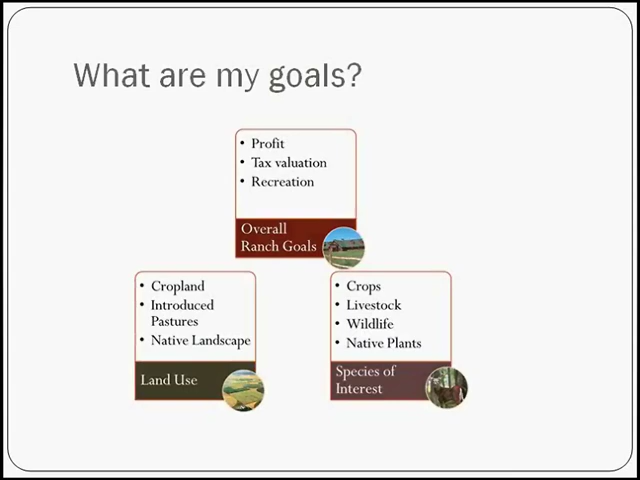 What are my goals?
• Profit
• Tax valuation
• Recreation
Overall
Ranch Goals
• Cropland
• Introduced
Pastures
• Native Landscape
Land Use
• Crops
• Livestock
• Wildlife
• Native Plants
Species of
Interest